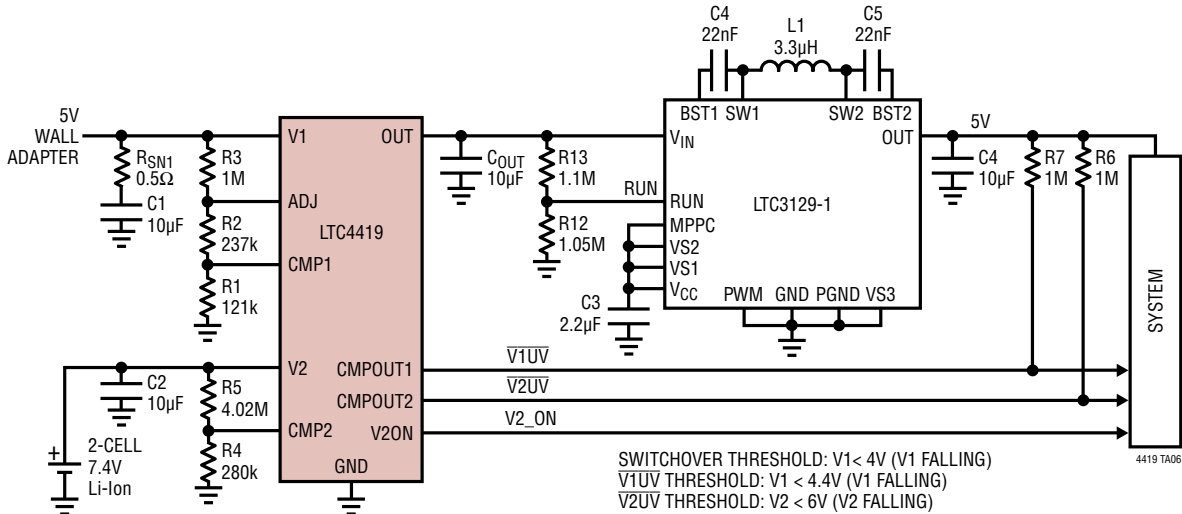 C4
22nF
L1
3.3µH
C5
22nF
BST1 SW1 SW2 BST2
5V
WALL
ADAPTER
V1 OUT
VIN
OUT
5V
RSN1
0.5Ω
C1
10µF
R3
1M
ADJ
R2
237k
CMP1
R1
121k
LTC4419
COUT
10µF
R13
1.1M
RUN
RUN
R12
1.05M
LTC3129-1
MPPC
VS2
VS1
VCC
C3
2.2µF
PWM GND PGND VS3
C4
10µF
R7
1M
R6
1M
SYSTEM
V2
C2
10µF
R5
4.02M
CMP2
R4
280k
2-CELL
7.4V
Li-Ion
+
CMPOUT1
CMPOUT2
V2ON
GND
V1UV
V2UV
V2_ON
SWITCHOVER THRESHOLD: V1< 4V (V1 FALLING)
V1UV THRESHOLD: V1 < 4.4V (V1 FALLING)
V2UV THRESHOLD: V2 < 6V (V2 FALLING)
4419 TA06